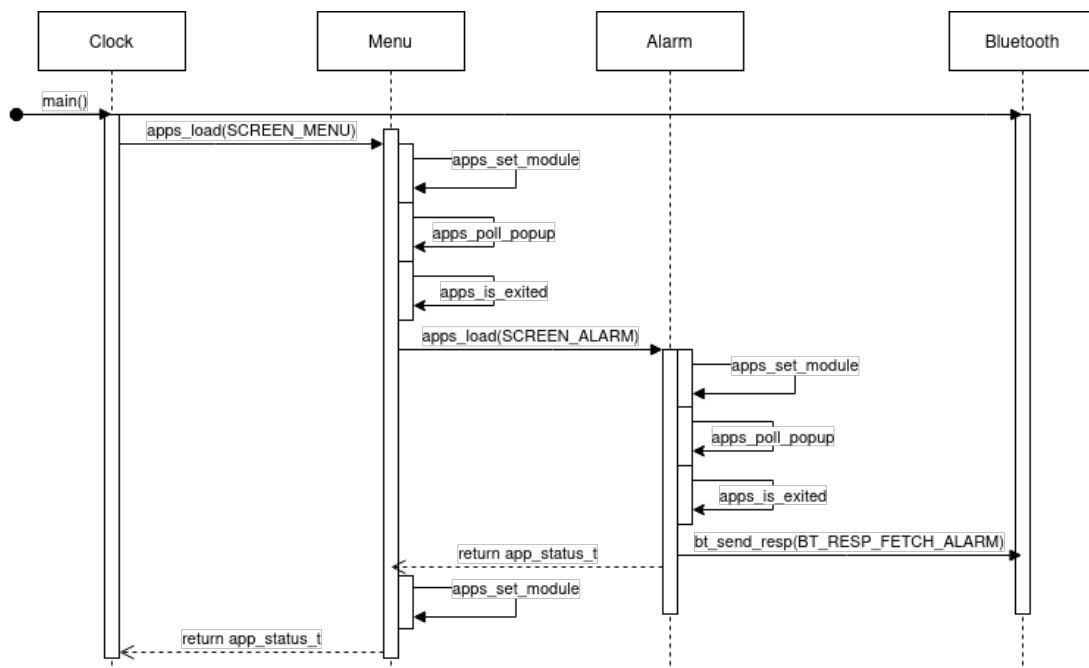 Clock
Menu
Alarm
Bluetooth
main()
apps_load(SCREEN_MENU)
apps_set_module
apps_poll_popup
apps_is_exited
apps_load(SCREEN_ALARM)
apps_set_module
apps_poll_popup
apps_is_exited
bt_send_resp(BT_RESP_FETCH_ALARM)
return app_status_t
apps_set_module
return app_status_t